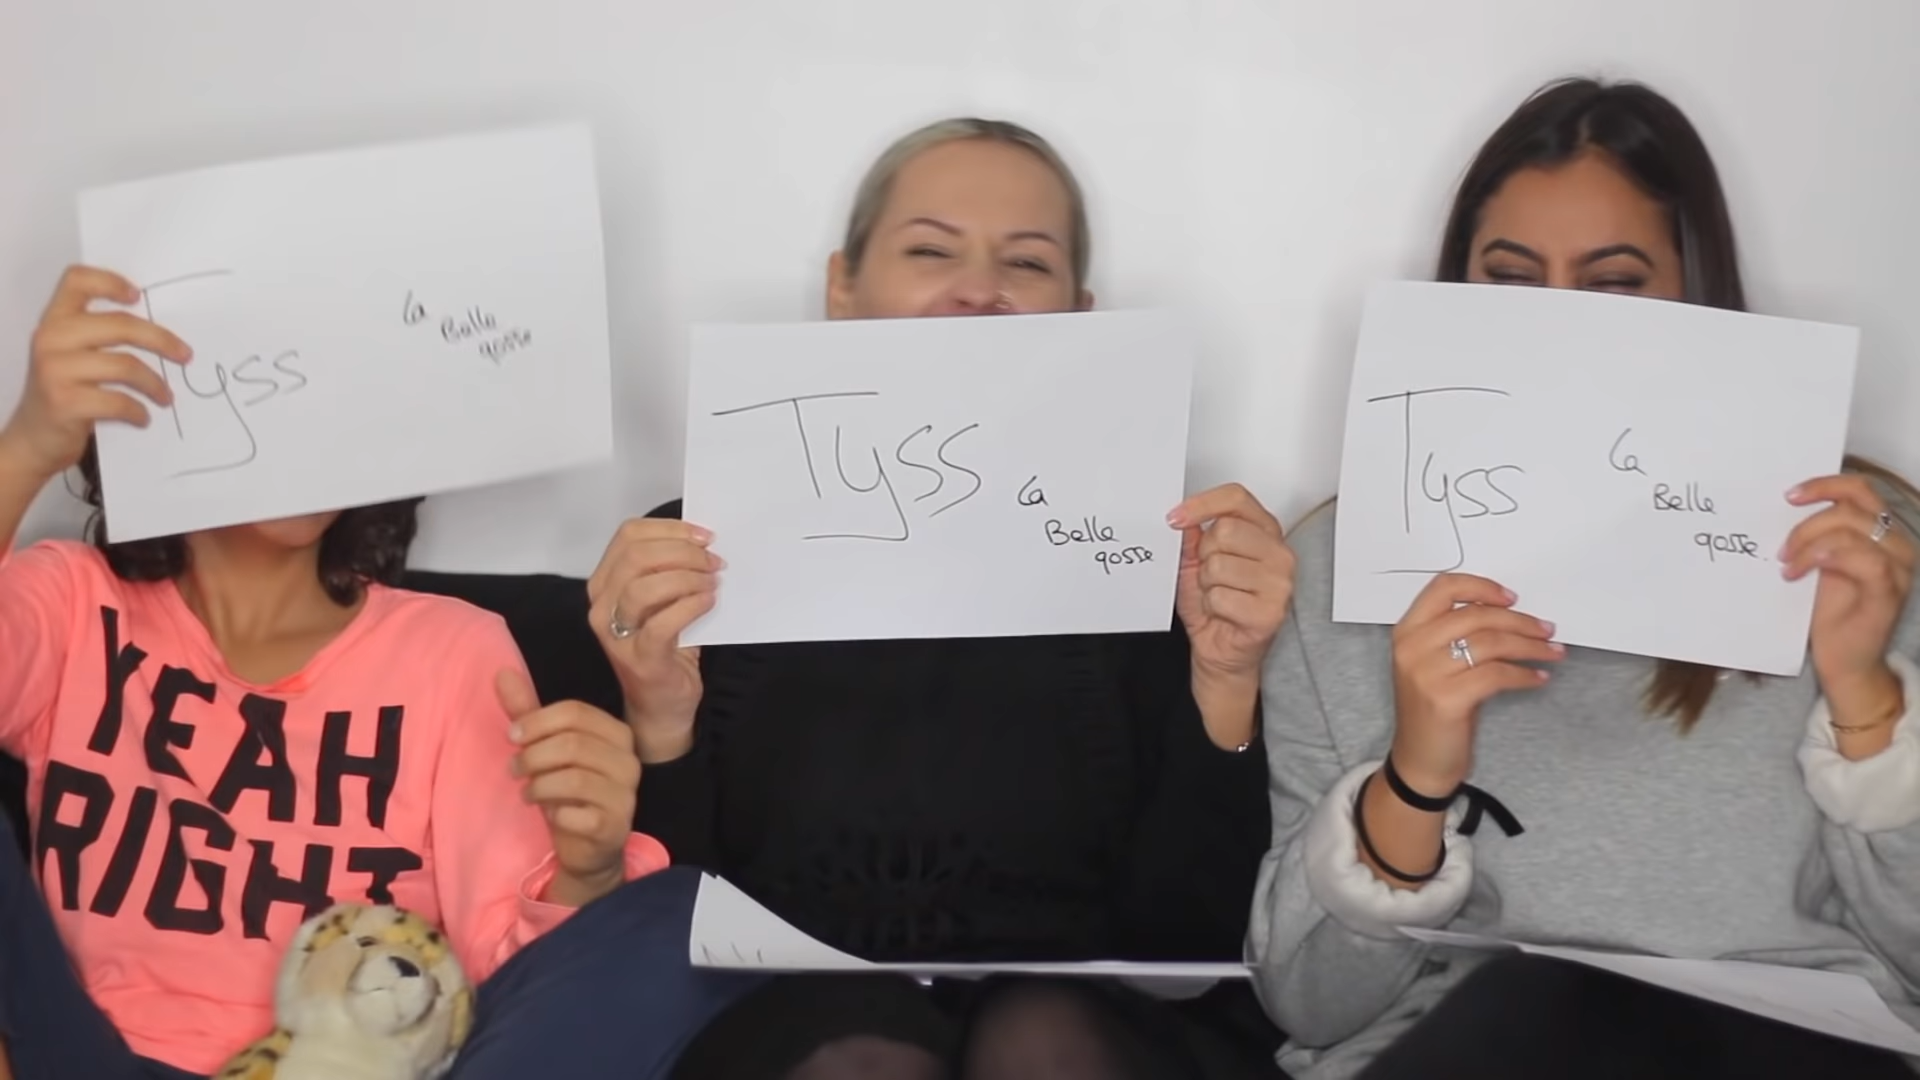 Tyss
La
Belle
gosse
Tyss
La
Belle
gosse
Tyss
La
Belle
gosse.
YEAH
RIGHT